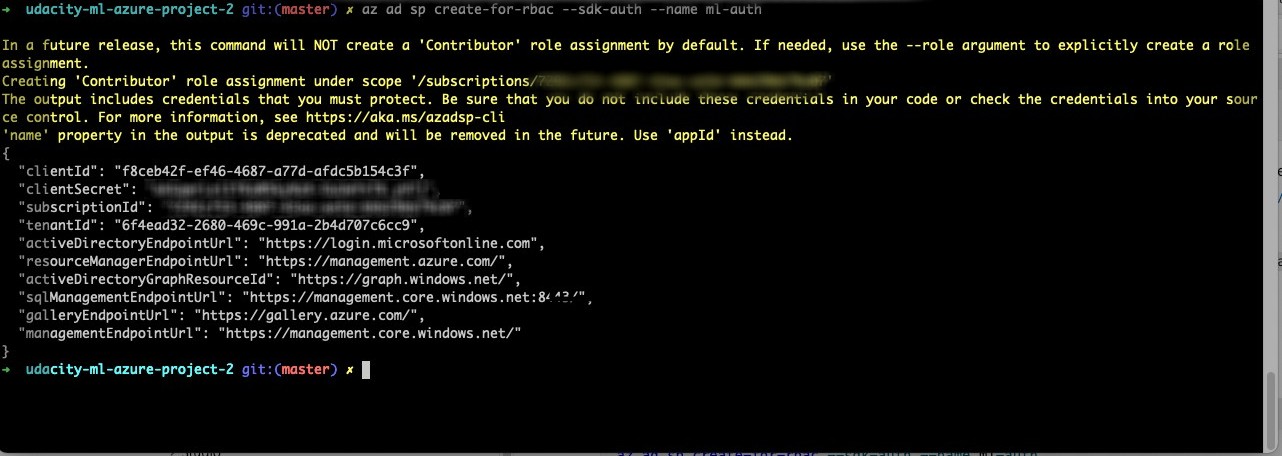 ➜ udacity-ml-azure-project-2 git:(master) ✗ az ad sp create-for-rbac --sdk-auth --name ml-auth
In a future release, this command will NOT create a 'Contributor' role assignment by default. If needed, use the --role argument to explicitly create a role
assignment.
Creating 'Contributor' role assignment under scope '/subscriptions/
The output includes credentials that you must protect. Be sure that you do not include these credentials in your code or check the credentials into your sour
ce control. For more information, see https://aka.ms/azadsp-cli
'name' property in the output is deprecated and will be removed in the future. Use 'appId' instead.
{
"clientId": "f8ceb42f-ef46-4687-a77d-afdc5b154c3f",
"clientSecret":
"subscriptionId":
"tenantId": "6f4ead32-2680-469c-991a-2b4d707c6cc9",
"activeDirectoryEndpointUrl": "https://login.microsoftonline.com",
"resourceManagerEndpointUrl": "https://management.azure.com/",
"activeDirectoryGraphResourceId": "https://graph.windows.net/",
"sqlManagementEndpointUrl": "https://management.core.windows.net:8443/",
"galleryEndpointUrl": "https://gallery.azure.com/",
"managementEndpointUrl": "https://management.core.windows.net/"
}
➜ udacity-ml-azure-project-2 git:(master) ✗